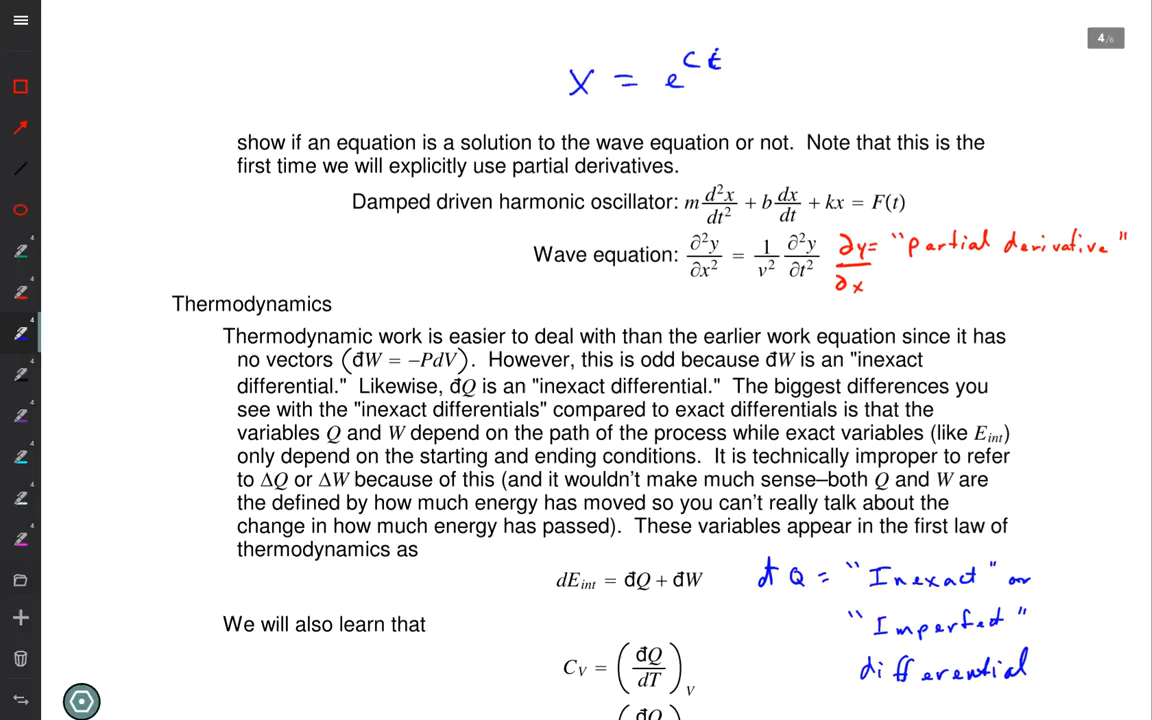 4/6
X = e^{ct}
show if an equation is a solution to the wave equation or not. Note that this is the
first time we will explicitly use partial derivatives.
Damped driven harmonic oscillator: m d²x/dt² + b dx/dt + kx = F(t)
Wave equation: ∂²y/∂x² = 1/v² ∂²y/∂t² ∂y/∂x = "partial derivative"
Thermodynamics
Thermodynamic work is easier to deal with than the earlier work equation since it has
no vectors (đW = −PdV). However, this is odd because đW is an "inexact
differential." Likewise, đQ is an "inexact differential." The biggest differences you
see with the "inexact differentials" compared to exact differentials is that the
variables Q and W depend on the path of the process while exact variables (like E_int)
only depend on the starting and ending conditions. It is technically improper to refer
to ΔQ or ΔW because of this (and it wouldn't make much sense–both Q and W are
the defined by how much energy has moved so you can't really talk about the
change in how much energy has passed). These variables appear in the first law of
thermodynamics as
dE_int = đQ + đW
đQ = "Inexact" or
"Imperfect"
differential
We will also learn that
C_V = (đQ/dT)_V
(đQ)
4
4
4
4
4
4
4
4